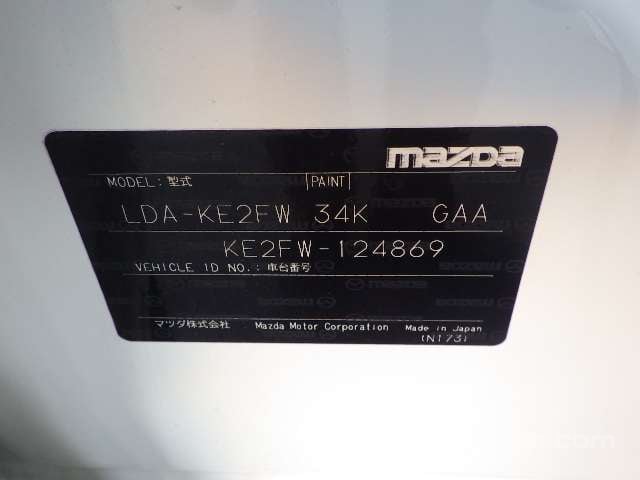 mazda
MODEL: 型式 PAINT
LDA-KE2FW 34K GAA
KE2FW-124869
VEHICLE ID NO.: 車台番号
マツダ株式会社 Mazda Motor Corporation Made in Japan
(N173)